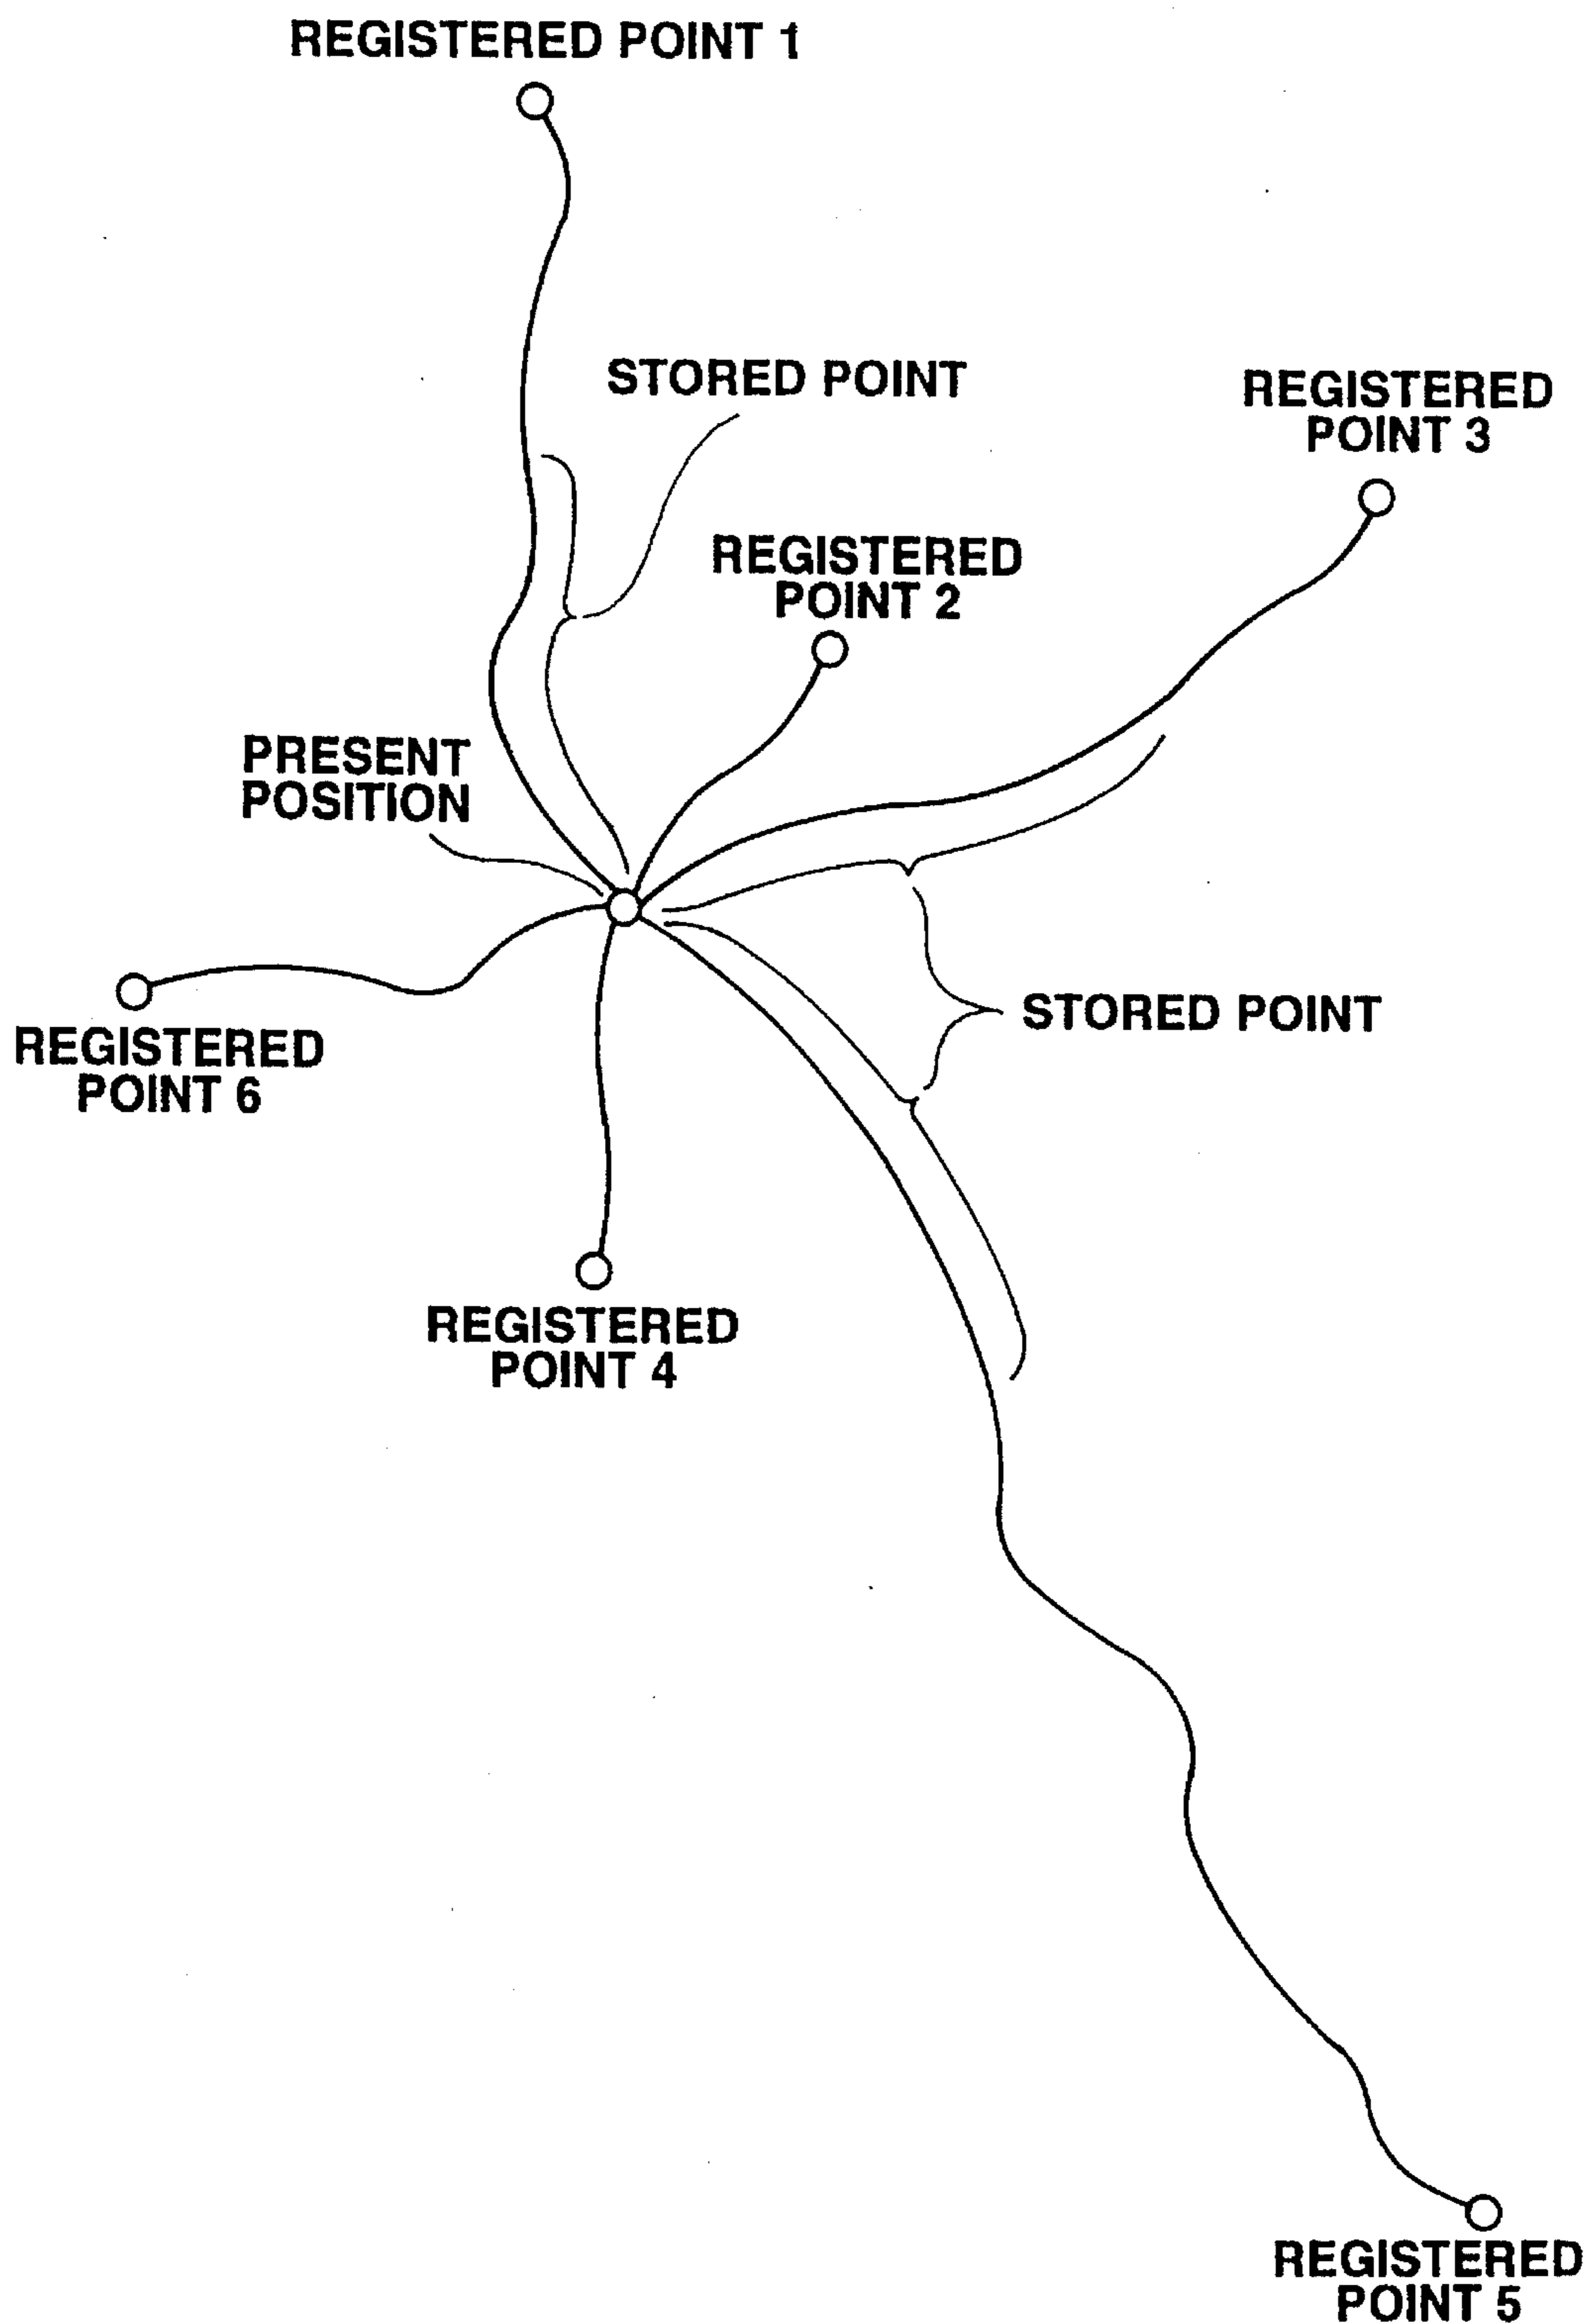 REGISTERED POINT 1
STORED POINT
REGISTERED
POINT 3
REGISTERED
POINT 2
PRESENT
POSITION
STORED POINT
REGISTERED
POINT 6
REGISTERED
POINT 4
REGISTERED
POINT 5